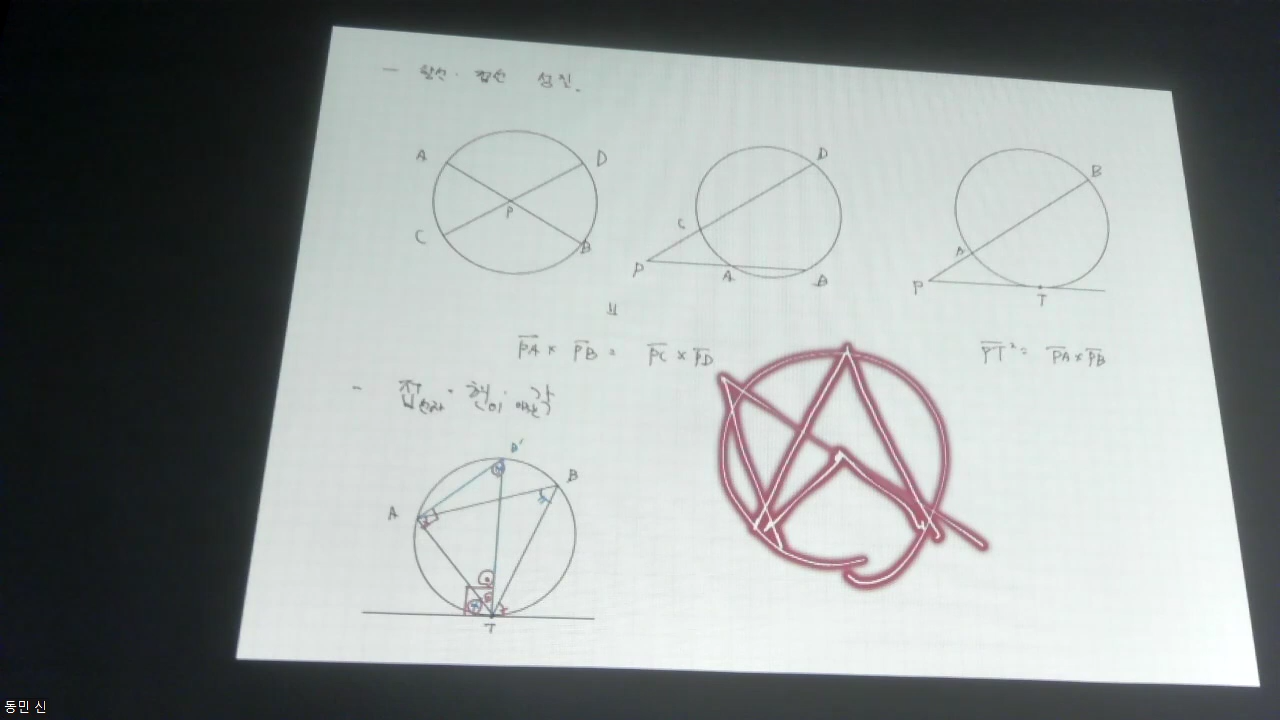 - 할선·접선 성질.
A D P C B
D C P A B
B A P T
PA × PB = PC × PD
PT² = PA × PB
- 접선과 현이 이루는 각
B' B A T
동민 신